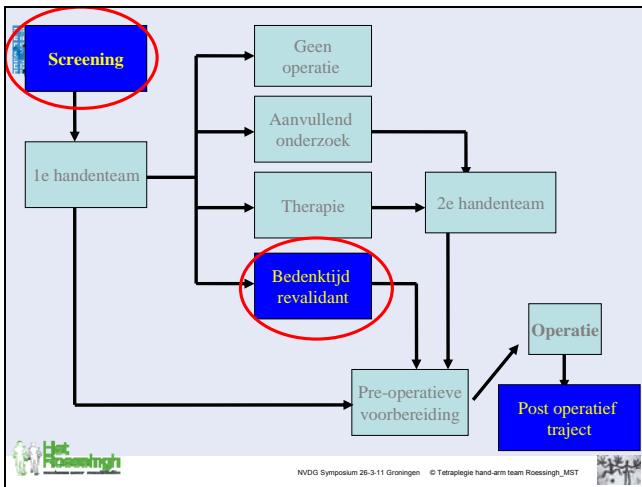 Screening
Geen
operatie
Aanvullend
onderzoek
1e handenteam
Therapie
2e handenteam
Bedenktijd
revalidant
Operatie
Pre-operatieve
voorbereiding
Post operatief
traject
Het
Roessingh
NVDG Symposium 26-3-11 Groningen © Tetraplegie hand-arm team Roessingh_MST